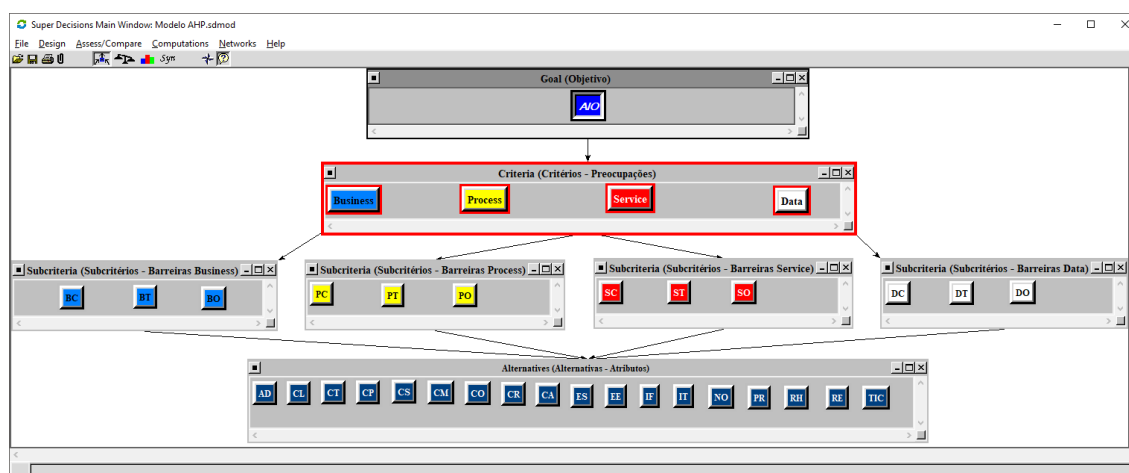 Super Decisions Main Window: Modelo AHP.sdmod
File Design Assess/Compare Computations Networks Help
Syn
Goal (Objetivo)
AIO
Criteria (Critérios - Preocupações)
Business Process Service Data
Subcriteria (Subcritérios - Barreiras Business) Subcriteria (Subcritérios - Barreiras Process) Subcriteria (Subcritérios - Barreiras Service) Subcriteria (Subcritérios - Barreiras Data)
BC BT BO PC PT PO SC ST SO DC DT DO
Alternatives (Alternativas - Atributos)
AD CL CT CP CS CM CO CR CA ES EE IF IT NO PR RH RE TIC